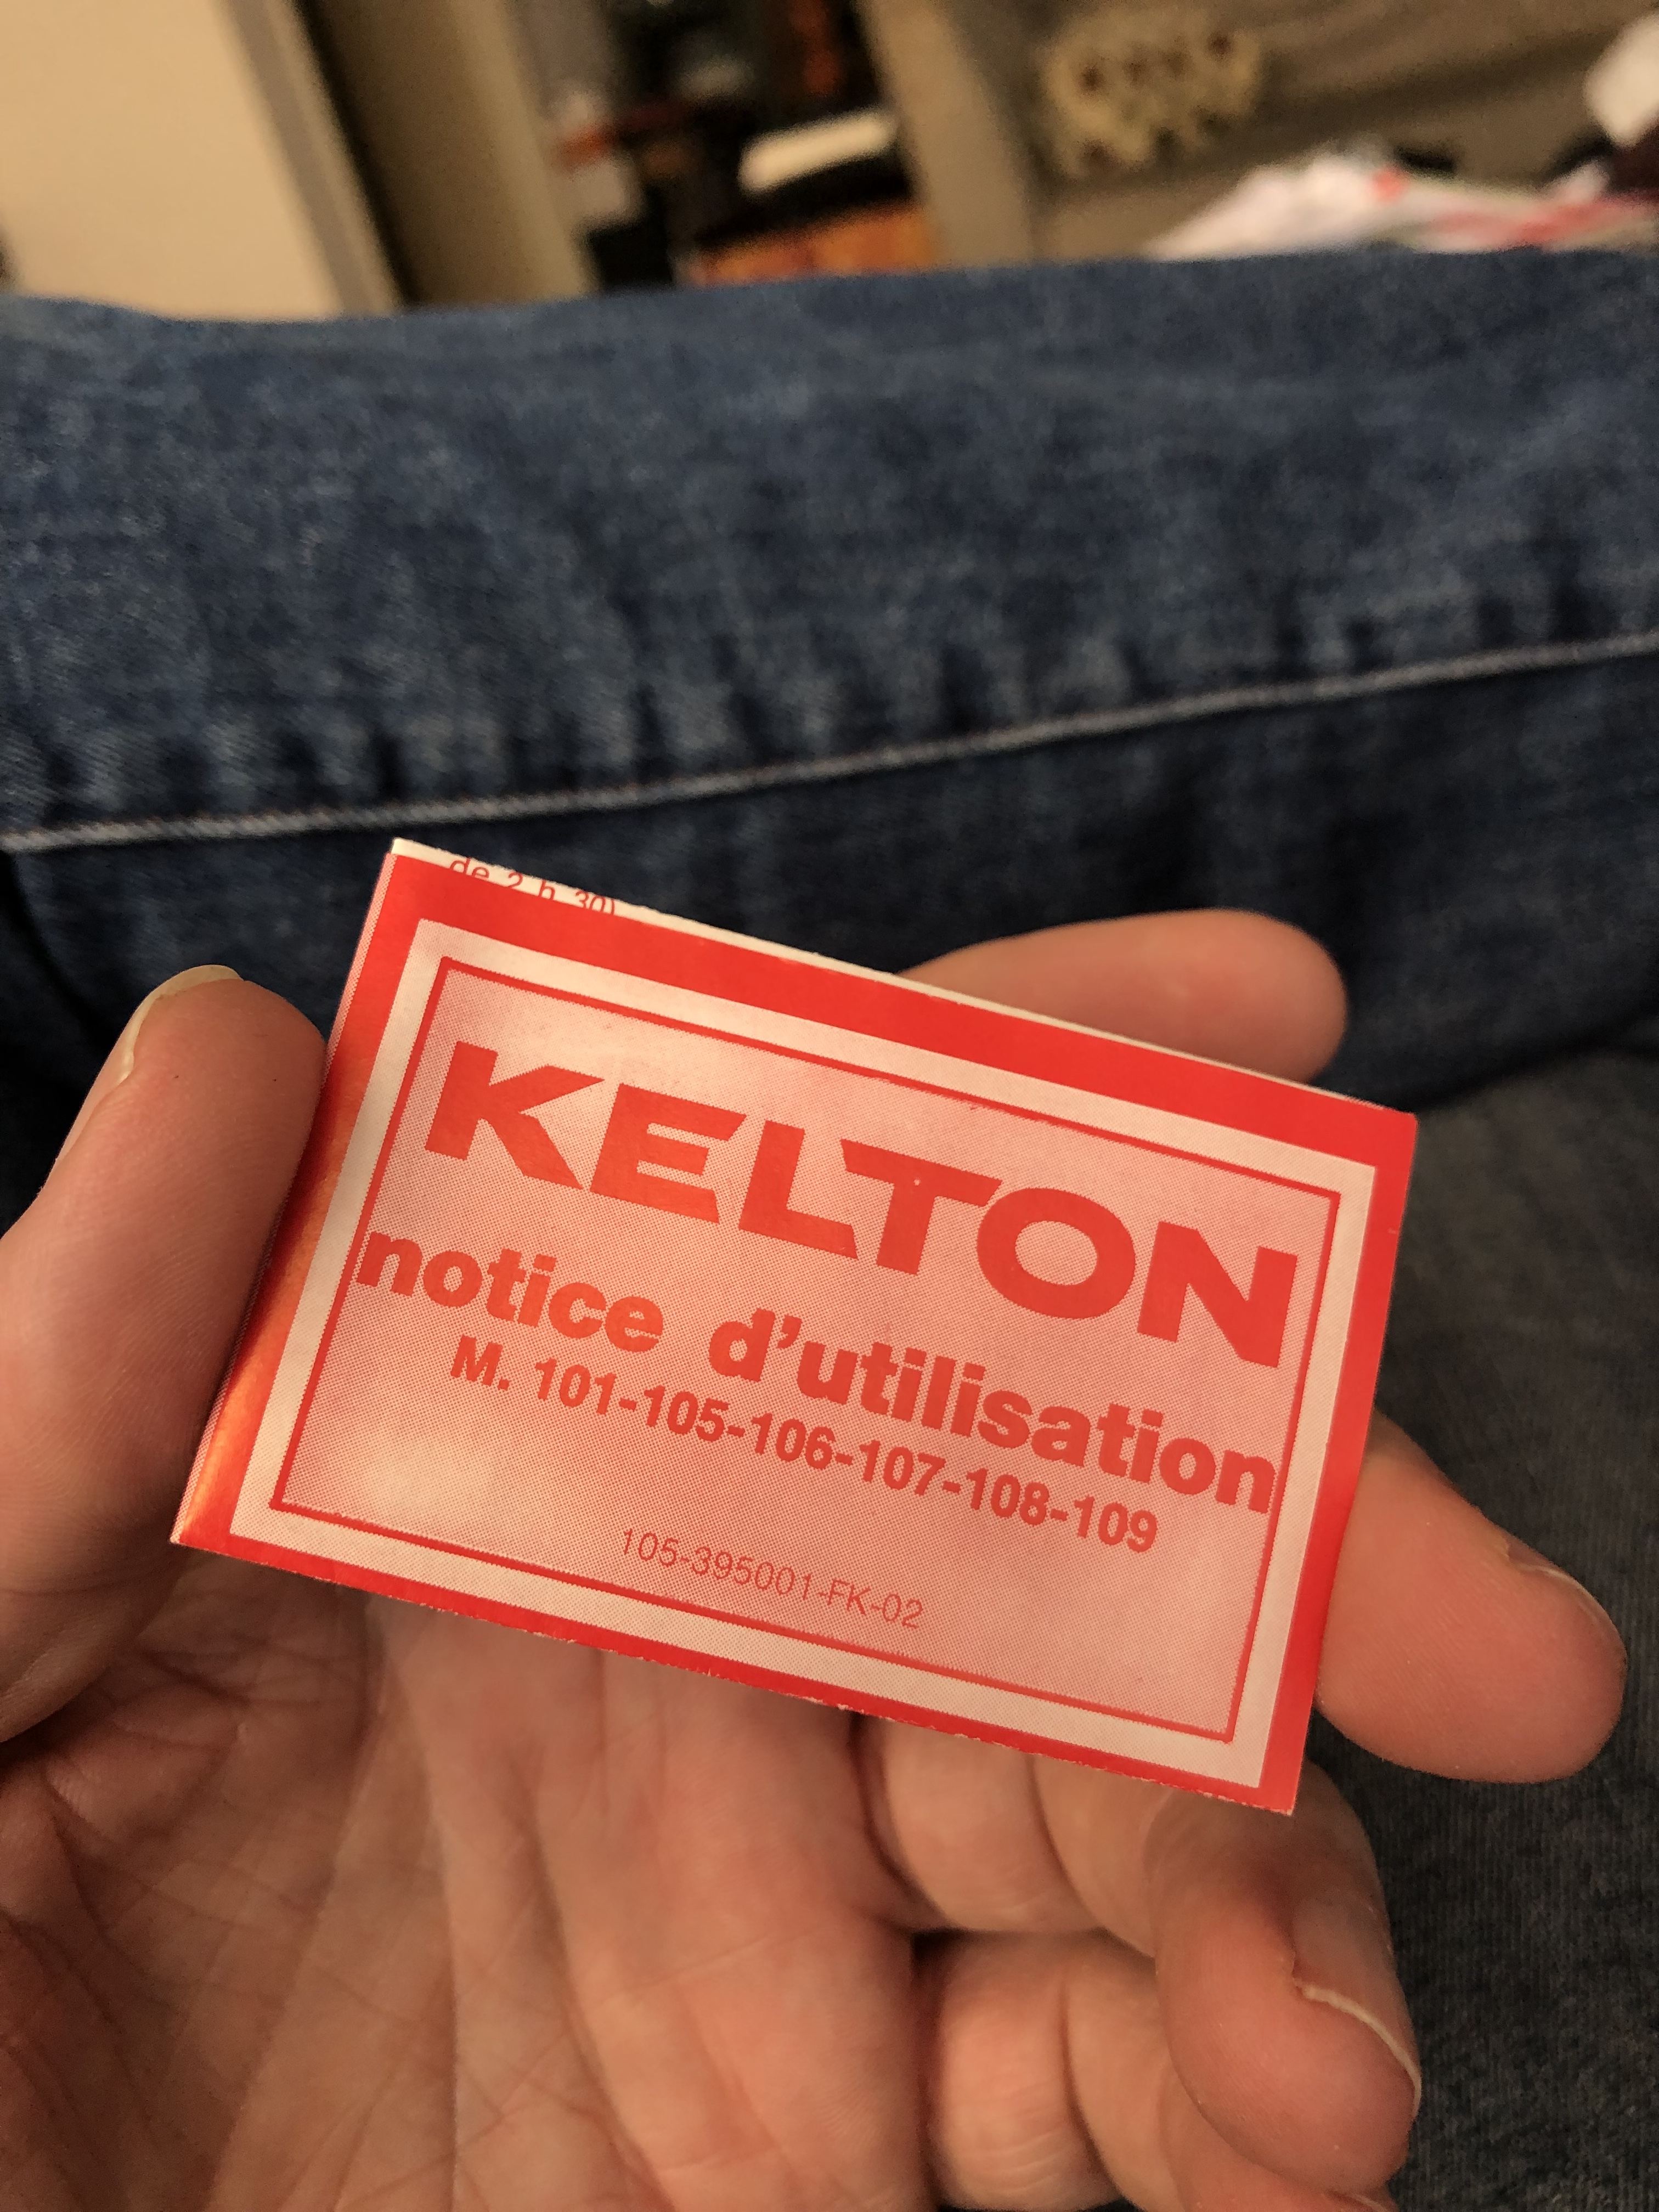 de 2 h 30)
KELTON
notice d'utilisation
M. 101-105-106-107-108-109
105-395001-FK-02